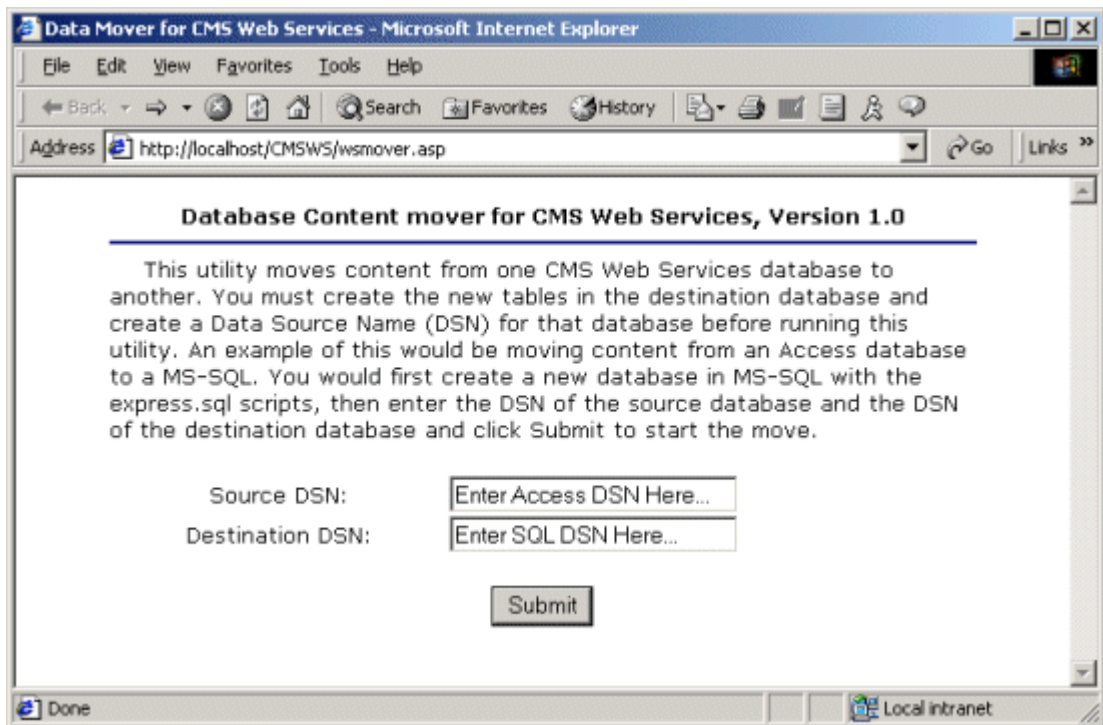 Data Mover for CMS Web Services - Microsoft Internet Explorer
File Edit View Favorites Tools Help
Back Search Favorites History
Address http://localhost/CMSWS/wsmover.asp Go Links »
Database Content mover for CMS Web Services, Version 1.0
This utility moves content from one CMS Web Services database to
another. You must create the new tables in the destination database and
create a Data Source Name (DSN) for that database before running this
utility. An example of this would be moving content from an Access database
to a MS-SQL. You would first create a new database in MS-SQL with the
express.sql scripts, then enter the DSN of the source database and the DSN
of the destination database and click Submit to start the move.
Source DSN: Enter Access DSN Here...
Destination DSN: Enter SQL DSN Here...
Submit
Done Local intranet